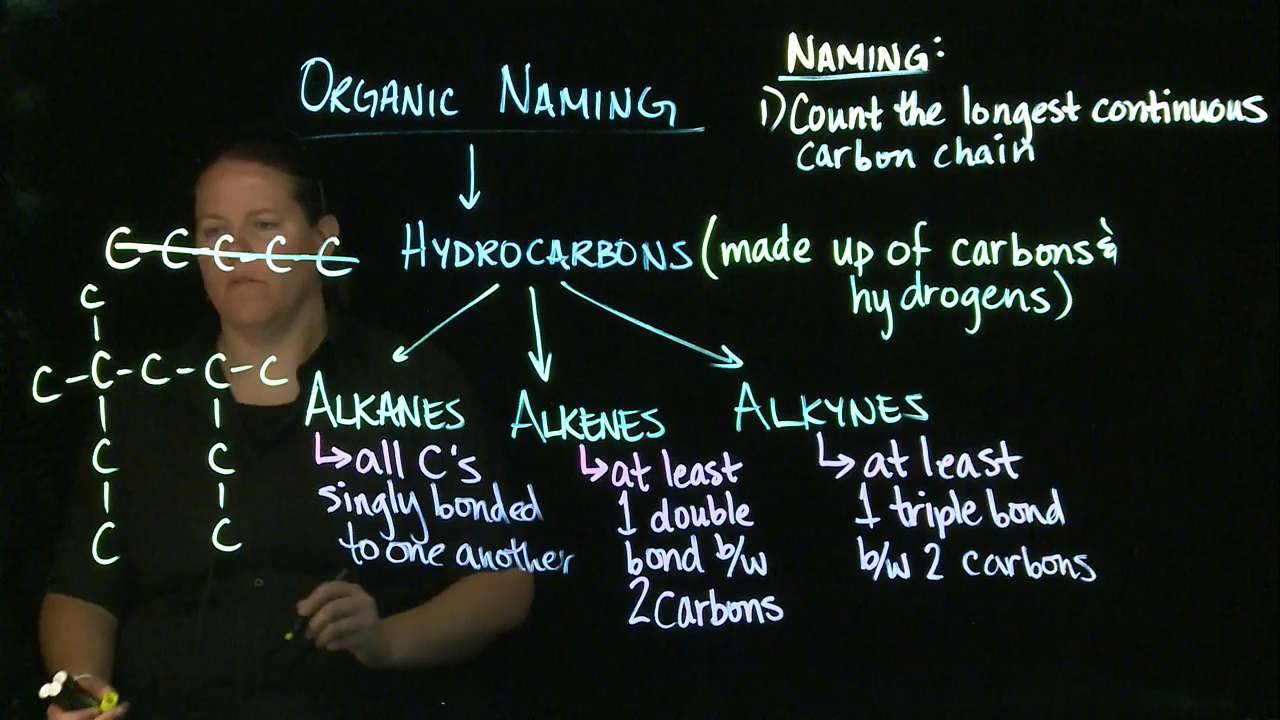 ORGANIC NAMING
NAMING:
1) Count the longest continuous
carbon chain
C C C C C
HYDROCARBONS (made up of carbons &
hydrogens)
C
C-C-C-C-C
C C
C C
ALKANES
↳all C's
singly bonded
to one another
ALKENES
↳at least
1 double
bond b/w
2 Carbons
ALKYNES
↳at least
1 triple bond
b/w 2 carbons